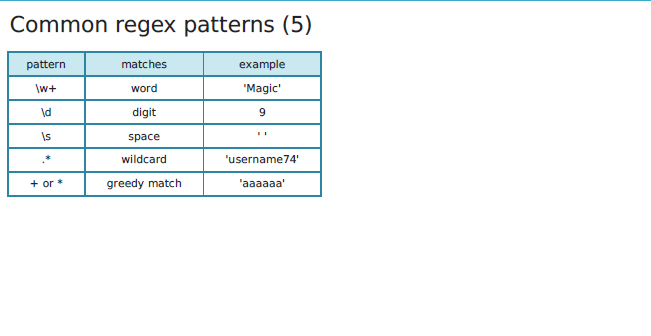 Common regex patterns (5)
pattern matches example
\w+ word 'Magic'
\d digit 9
\s space ' '
.* wildcard 'username74'
+ or * greedy match 'aaaaaa'